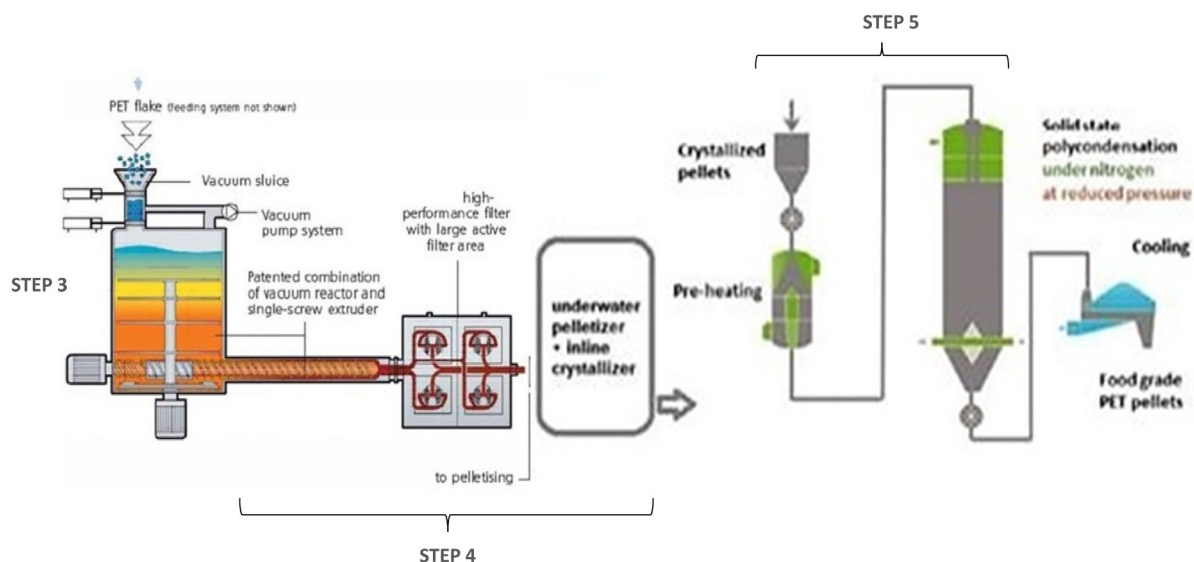 STEP 5
PET flake (feeding system not shown)
Vacuum sluice
Vacuum
pump system
high-
performance filter
with large active
filter area
STEP 3
Patented combination
of vacuum reactor and
single-screw extruder
underwater
pelletizer
+ inline
crystallizer
to pelletising
STEP 4
Crystallized
pellets
Pre-heating
Solid state
polycondensation
under nitrogen
at reduced pressure
Cooling
Food grade
PET pellets